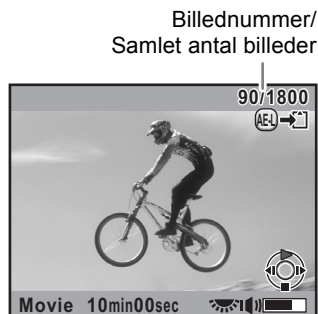 Billednummer/
Samlet antal billeder
90/1800
AE-L
Movie 10min00sec